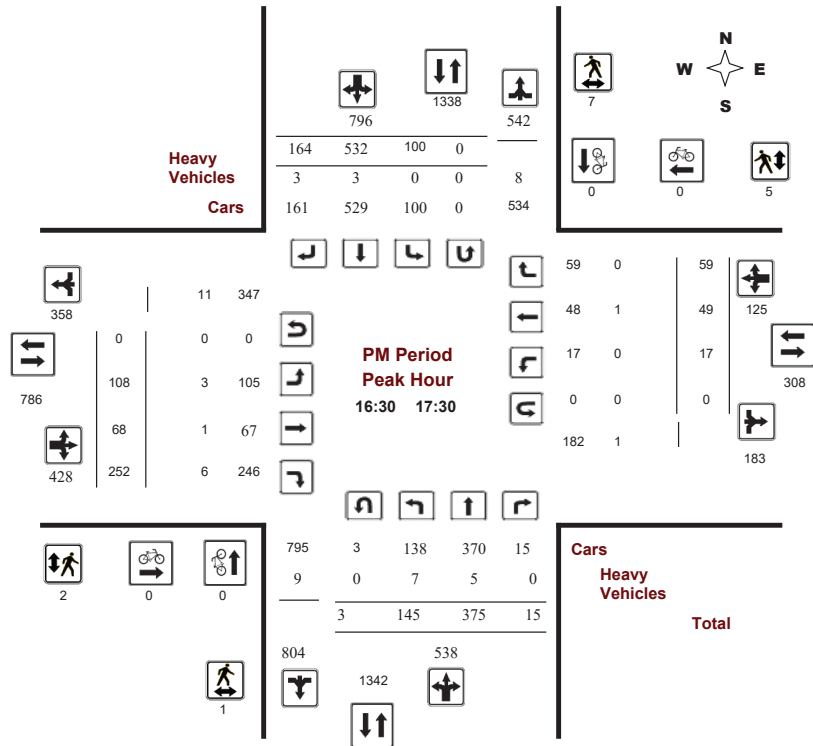 N
W E
S
1338
796
542
7
164 532 100 0
Heavy
Vehicles
3 3 0 0 8
Cars
161 529 100 0 534
0 0 5
59 0 59
11 347
358
48 1 49
125
0 0 0
17 0 17
PM Period
Peak Hour
16:30 17:30
108 3 105
786
308
0 0 0
68 1 67
182 1
183
428
252 6 246
795 3 138 370 15
Cars
9 0 7 5 0
Heavy
Vehicles
2 0 0
3 145 375 15
Total
804 538
1342
1